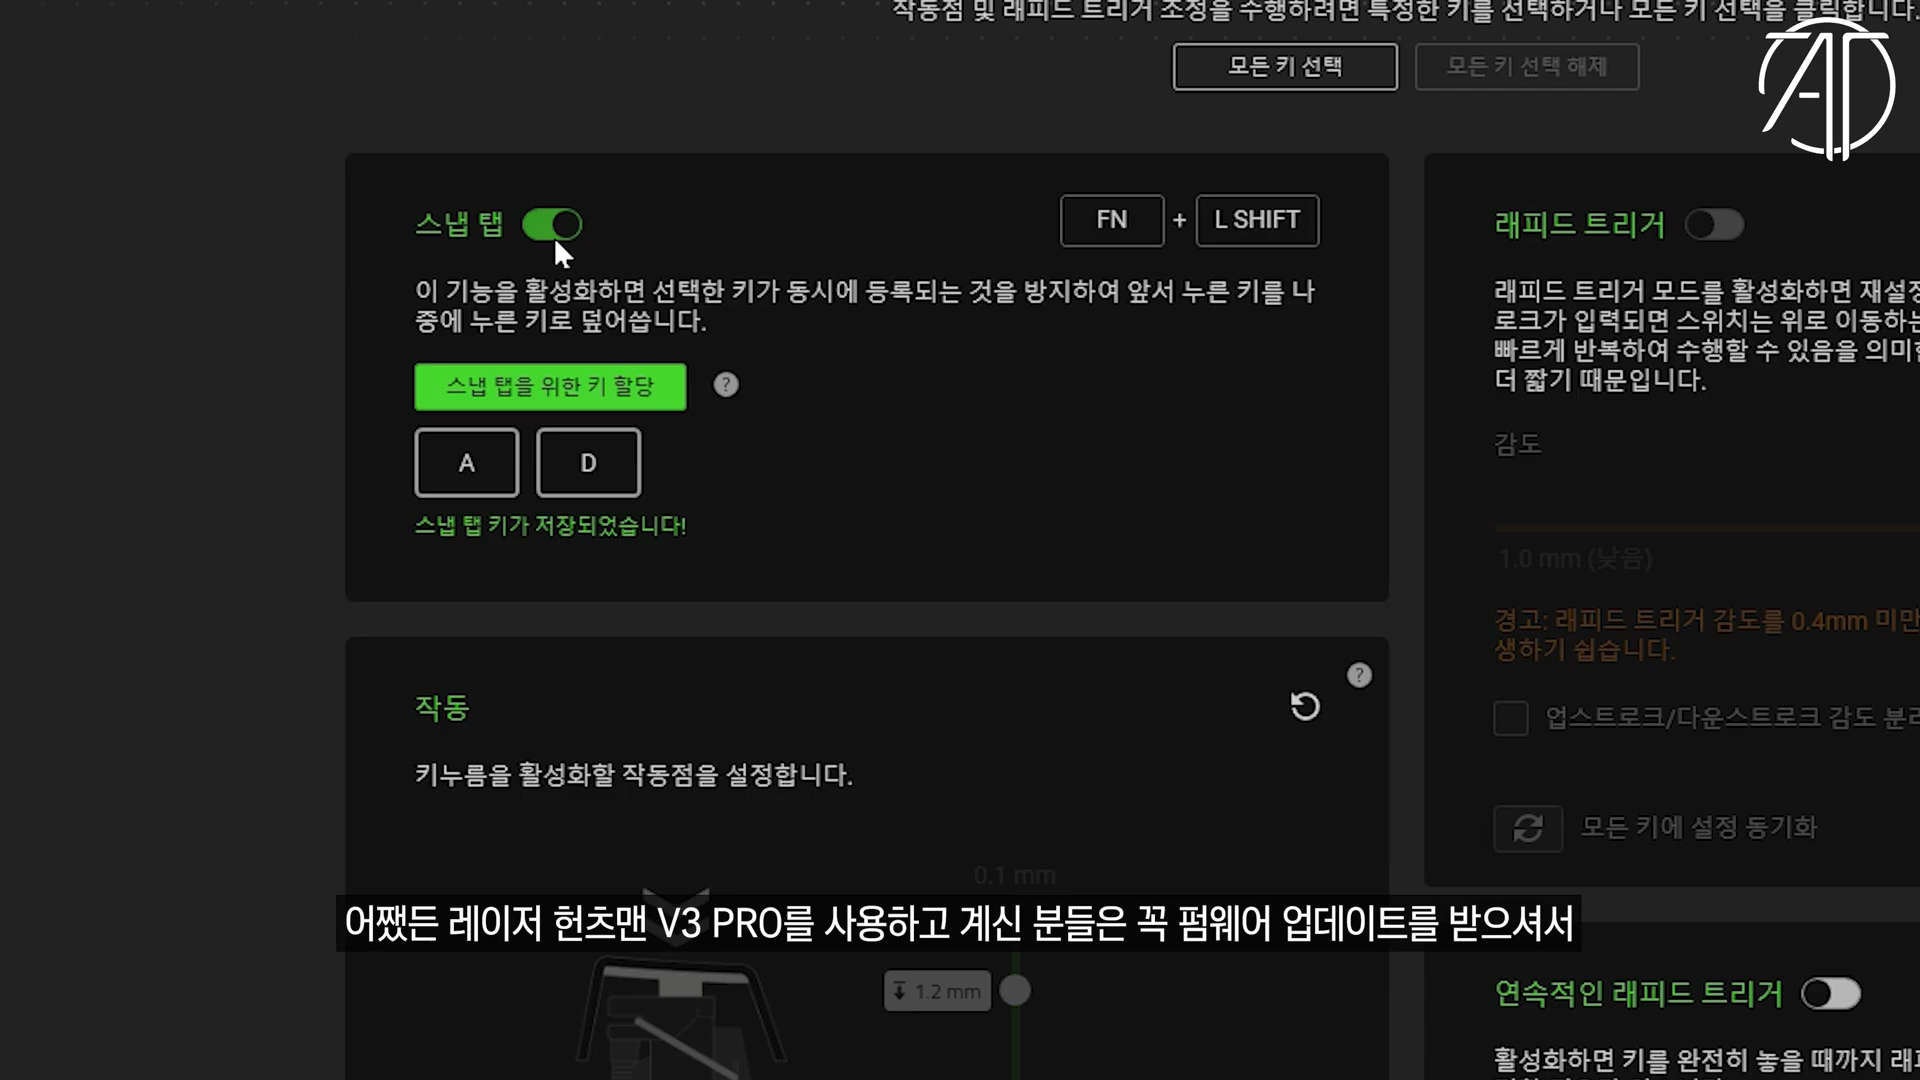 작동점 및 래피드 트리거 조정을 수행하려면 특정한 키를 선택하거나 모든 키 선택을 클릭합니다.
모든 키 선택
모든 키 선택 해제
스냅 탭
FN + L SHIFT
이 기능을 활성화하면 선택한 키가 동시에 등록되는 것을 방지하여 앞서 누른 키를 나
중에 누른 키로 덮어씁니다.
스냅 탭을 위한 키 할당
?
A
D
스냅 탭 키가 저장되었습니다!
래피드 트리거
래피드 트리거 모드를 활성화하면 재설정
로크가 입력되면 스위치는 위로 이동하는
빠르게 반복하여 수행할 수 있음을 의미한
더 짧기 때문입니다.
감도
1.0 mm (낮음)
경고: 래피드 트리거 감도를 0.4mm 미만
생하기 쉽습니다.
업스트로크/다운스트로크 감도 분리
모든 키에 설정 동기화
작동
?
키누름을 활성화할 작동점을 설정합니다.
0.1 mm
어쨌든 레이저 헌츠맨 V3 PRO를 사용하고 계신 분들은 꼭 펌웨어 업데이트를 받으셔서
1.2 mm
연속적인 래피드 트리거
활성화하면 키를 완전히 놓을 때까지 래피